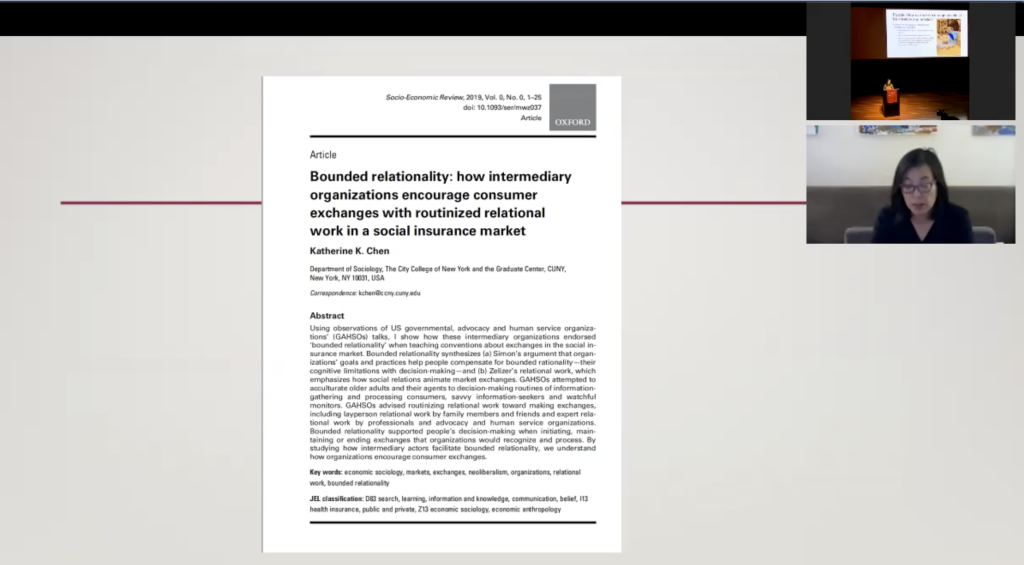 Socio-Economic Review, 2019, Vol. 0, No. 0, 1–25
doi: 10.1093/ser/mwz037
Article
OXFORD
Article
Bounded relationality: how intermediary
organizations encourage consumer
exchanges with routinized relational
work in a social insurance market
Katherine K. Chen
Department of Sociology, The City College of New York and the Graduate Center, CUNY,
New York, NY 10031, USA
Correspondence: kchen@ccny.cuny.edu
Abstract
Using observations of US governmental, advocacy and human service organiza-
tions' (GAHSOs) talks, I show how these intermediary organizations endorsed
'bounded relationality' when teaching conventions about exchanges in the social in-
surance market. Bounded relationality synthesizes (a) Simon's argument that organ-
izations' goals and practices help people compensate for bounded rationality—their
cognitive limitations with decision-making—and (b) Zelizer's relational work, which
emphasizes how social relations animate market exchanges. GAHSOs attempted to
acculturate older adults and their agents to decision-making routines of information-
gathering and processing consumers, savvy information-seekers and watchful
monitors. GAHSOs advised routinizing relational work toward making exchanges,
including layperson relational work by family members and friends and expert rela-
tional work by professionals and advocacy and human service organizations.
Bounded relationality supported people's decision-making when initiating, main-
taining or ending exchanges that organizations would recognize and process. By
studying how intermediary actors facilitate bounded relationality, we understand
how organizations encourage consumer exchanges.
Key words: economic sociology, markets, exchanges, neoliberalism, organizations, relational
work, bounded relationality
JEL classification: D83 search, learning, information and knowledge, communication, belief, I13
health insurance, public and private, Z13 economic sociology, economic anthropology